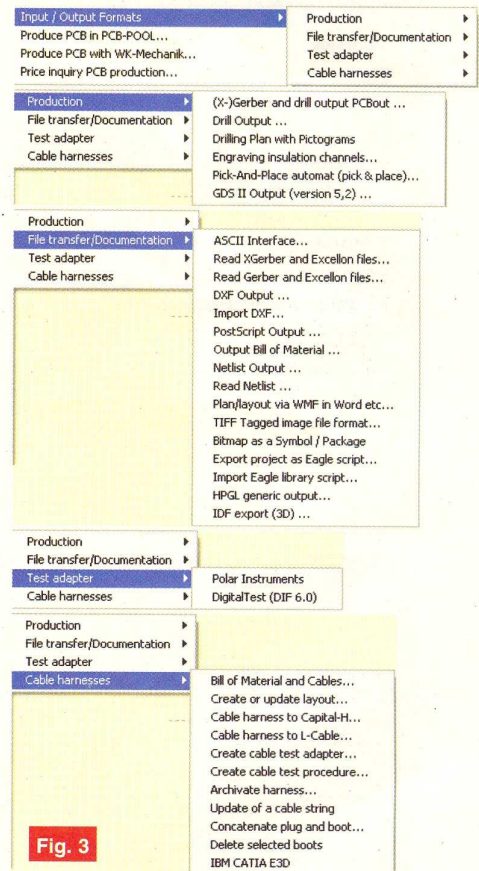 Input / Output Formats
Produce PCB in PCB-POOL...
Produce PCB with WK-Mechanik...
Price inquiry PCB production...
Production
File transfer/Documentation
Test adapter
Cable harnesses
Production
File transfer/Documentation
Test adapter
Cable harnesses
(X-)Gerber and drill output PCBout ...
Drill Output ...
Drilling Plan with Pictograms
Engraving insulation channels...
Pick-And-Place automat (pick & place)...
GDS II Output (version 5,2) ...
Production
File transfer/Documentation
Test adapter
Cable harnesses
ASCII Interface...
Read XGerber and Excellon files...
Read Gerber and Excellon files...
DXF Output ...
Import DXF...
PostScript Output ...
Output Bill of Material ...
Netlist Output ...
Read Netlist ...
Plan/layout via WMF in Word etc...
TIFF Tagged image file format...
Bitmap as a Symbol / Package
Export project as Eagle script...
Import Eagle library script...
HPGL generic output...
IDF export (3D) ...
Production
File transfer/Documentation
Test adapter
Cable harnesses
Polar Instruments
DigitalTest (DIF 6.0)
Production
File transfer/Documentation
Test adapter
Cable harnesses
Bill of Material and Cables...
Create or update layout...
Cable harness to Capital-H...
Cable harness to L-Cable...
Create cable test adapter...
Create cable test procedure...
Archivate harness...
Update of a cable string
Concatenate plug and boot...
Delete selected boots
IBM CATIA E3D
Fig. 3